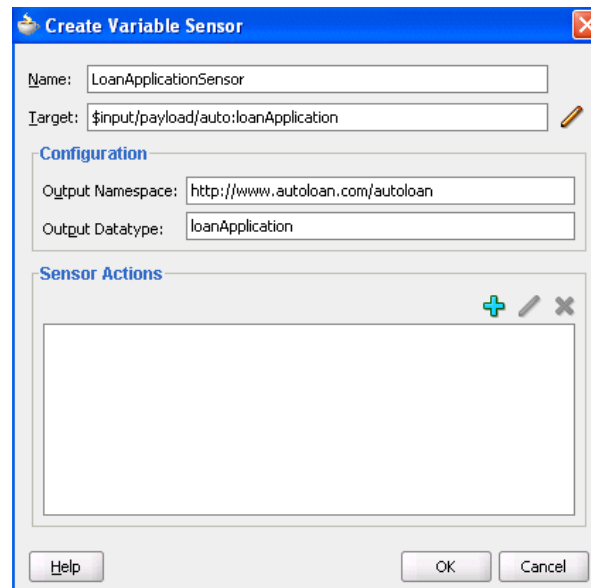 Create Variable Sensor
Name: LoanApplicationSensor
Target: $input/payload/auto:loanApplication
Configuration
Output Namespace: http://www.autoloan.com/autoloan
Output Datatype: loanApplication
Sensor Actions
Help OK Cancel